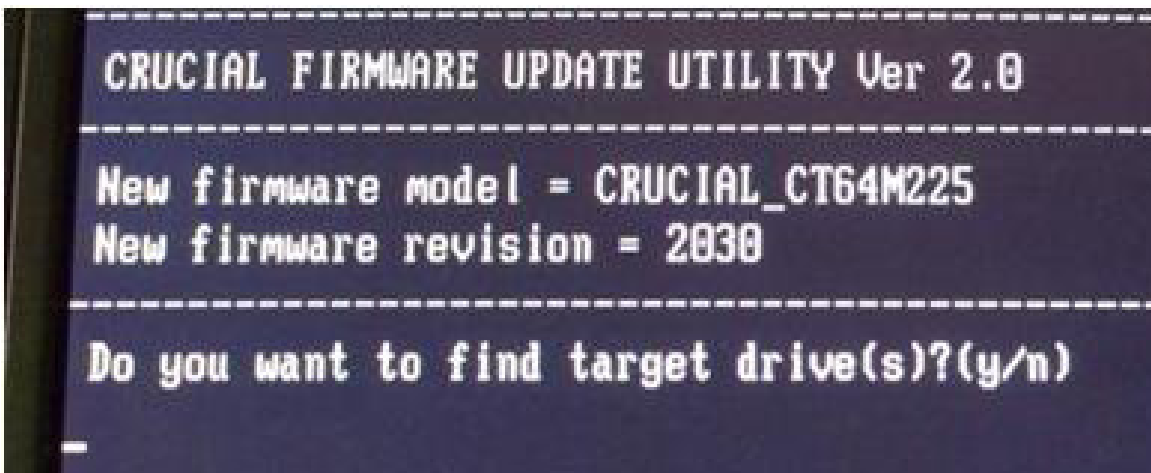 CRUCIAL FIRMWARE UPDATE UTILITY Ver 2.0
New firmware model = CRUCIAL_CT64M225
New firmware revision = 2030
Do you want to find target drive(s)?(y/n)